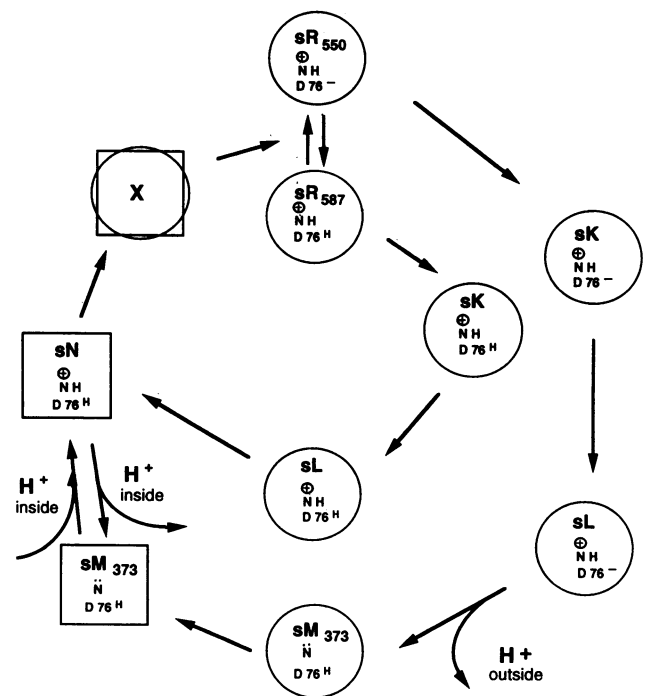 sR 550
⊕
N H
D 76 −
X
sR 587
⊕
N H
D 76 H
sK
⊕
N H
D 76 −
sK
⊕
N H
D 76 H
sN
⊕
N H
D 76 H
sL
⊕
N H
D 76 H
H+
inside
H+
inside
sL
⊕
N H
D 76 −
sM 373
N̈
D 76 H
sM 373
N̈
D 76 H
H+
outside